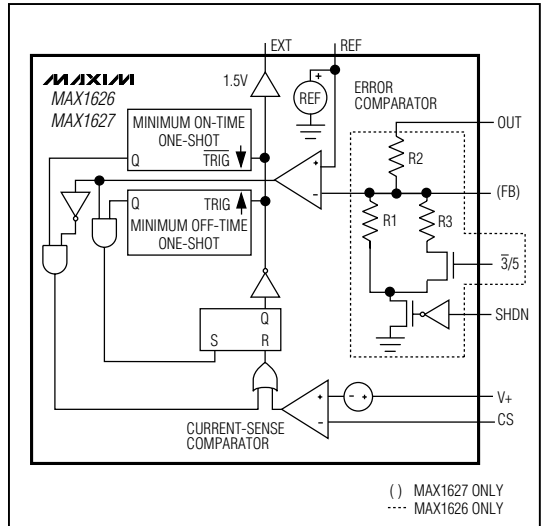 EXT REF
MAXIM
MAX1626
MAX1627
1.5V
+
REF
ERROR
COMPARATOR
OUT
MINIMUM ON-TIME
ONE-SHOT
Q T̅R̅I̅G̅
R2
+
-
(FB)
Q TRIG
MINIMUM OFF-TIME
ONE-SHOT
R1 R3
3̅/5
SHDN
Q
S R
CURRENT-SENSE
COMPARATOR
+
-
- +
V+
CS
( ) MAX1627 ONLY
---- MAX1626 ONLY